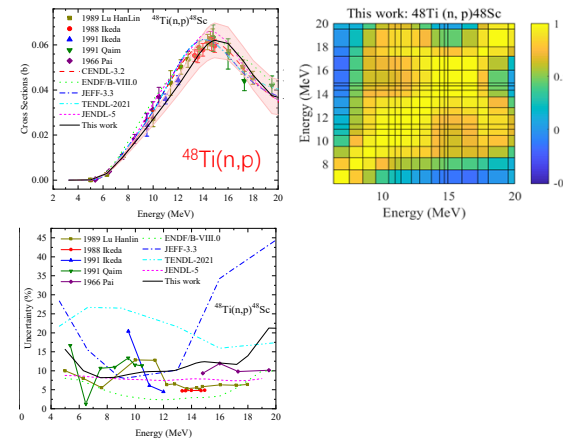 ⁴⁸Ti(n,p)⁴⁸Sc
1989 Lu HanLin
1988 Ikeda
1991 Ikeda
1991 Qaim
1966 Pai
CENDL-3.2
ENDF/B-VIII.0
JEFF-3.3
TENDL-2021
JENDL-5
This work
⁴⁸Ti(n,p)
Cross Sections (b)
0.06
0.04
0.02
0.00
2 4 6 8 10 12 14 16 18 20
Energy (MeV)
This work: 48Ti (n, p)48Sc
Energy (MeV)
20
18
16
14
12
10
8
10 15 20
Energy (MeV)
1
0.
0
-0
1989 Lu Hanlin
1988 Ikeda
1991 Ikeda
1991 Qaim
1966 Pai
ENDF/B-VIII.0
JEFF-3.3
TENDL-2021
JENDL-5
This work
⁴⁸Ti(n,p)⁴⁸Sc
Uncertainty (%)
45
40
35
30
25
20
15
10
5
0
0 4 6 8 10 12 14 16 18 20
Energy (MeV)